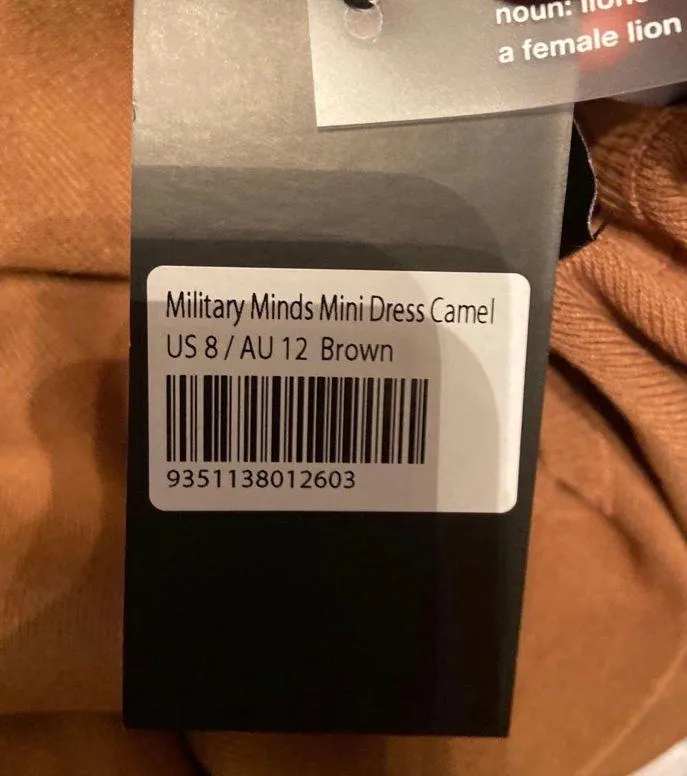 noun:
a female lion
Military Minds Mini Dress Camel
US 8 / AU 12 Brown
9351138012603